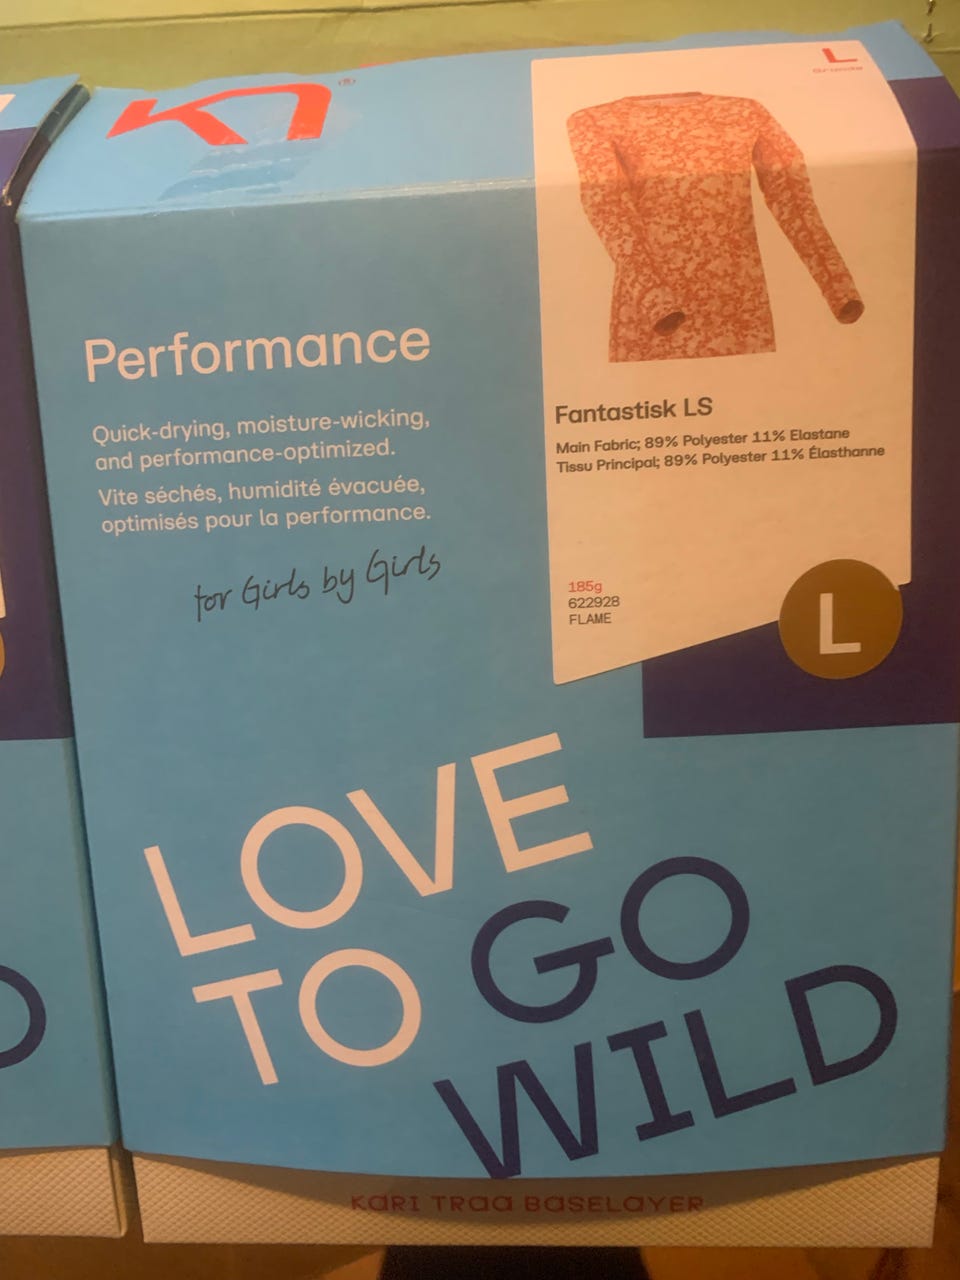 L
Grande
Performance
Quick-drying, moisture-wicking,
and performance-optimized.
Vite séchés, humidité évacuée,
optimisés pour la performance.
for Girls by Girls
Fantastisk LS
Main Fabric; 89% Polyester 11% Elastane
Tissu Principal; 89% Polyester 11% Élasthanne
185g
622928
FLAME
L
LOVE
TO GO
WILD
KARI TRAA BASELAYER